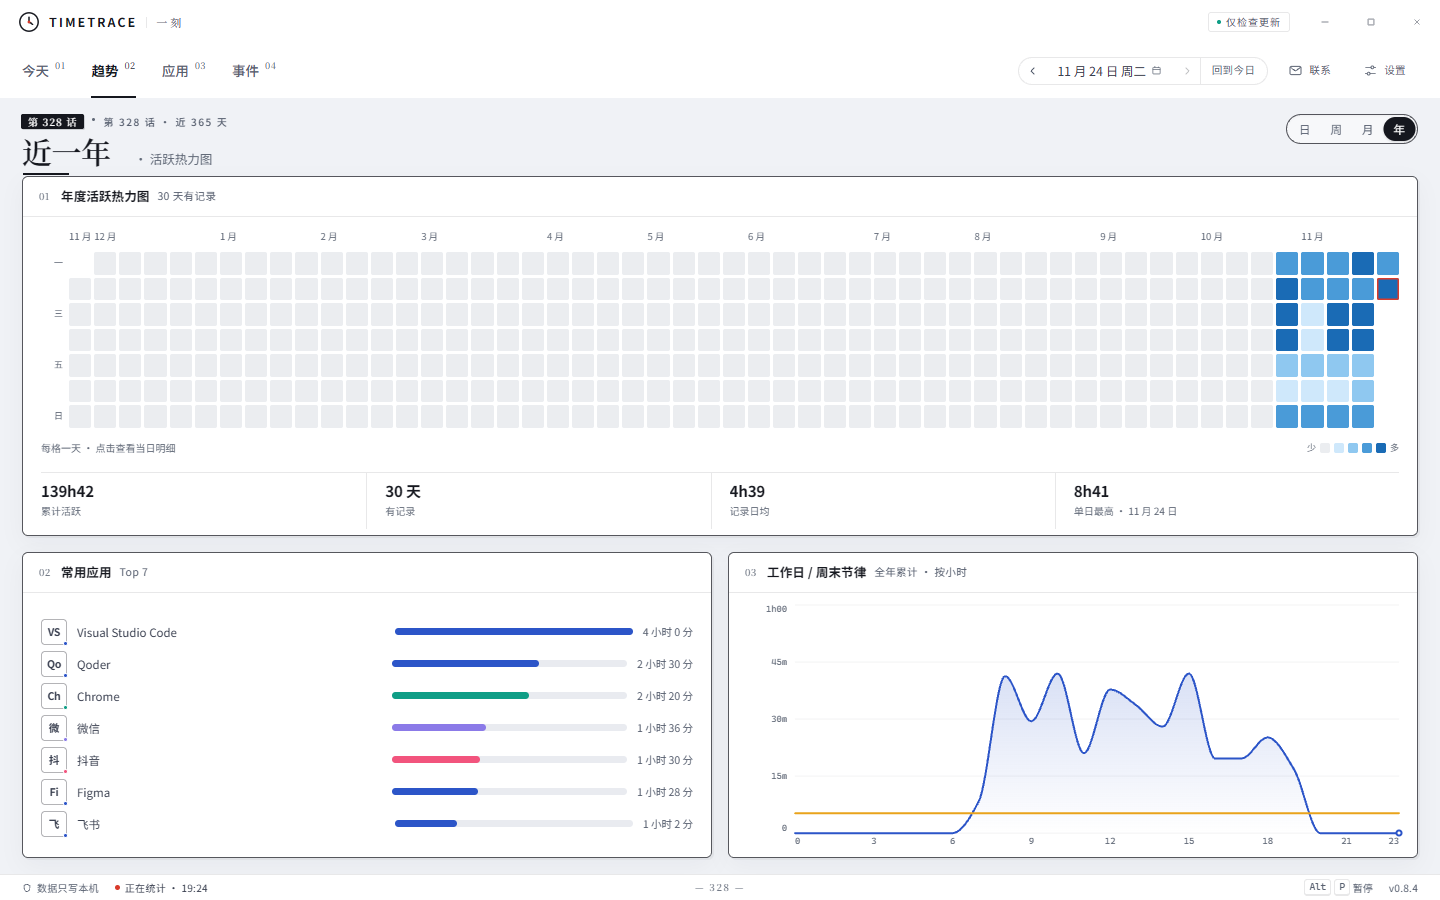 TIMETRACE 一刻
仅检查更新
今天 01 趋势 02 应用 03 事件 04
11 月 24 日 周二
回到今日
联系
设置
第 328 话 · 第 328 话 · 近 365 天
近一年 · 活跃热力图
日 周 月 年
01 年度活跃热力图 30 天有记录
11 月 12 月 1 月 2 月 3 月 4 月 5 月 6 月 7 月 8 月 9 月 10 月 11 月
一
三
五
日
每格一天 · 点击查看当日明细
少 多
139h42
累计活跃
30 天
有记录
4h39
记录日均
8h41
单日最高 · 11 月 24 日
02 常用应用 Top 7
VS Visual Studio Code 4 小时 0 分
Qo Qoder 2 小时 30 分
Ch Chrome 2 小时 20 分
微 微信 1 小时 36 分
抖 抖音 1 小时 30 分
Fi Figma 1 小时 28 分
飞 飞书 1 小时 2 分
03 工作日 / 周末节律 全年累计 · 按小时
1h00
45m
30m
15m
0
0 3 6 9 12 15 18 21 23
数据只写本机 正在统计 · 19:24
— 328 —
Alt P 暂停 v0.8.4